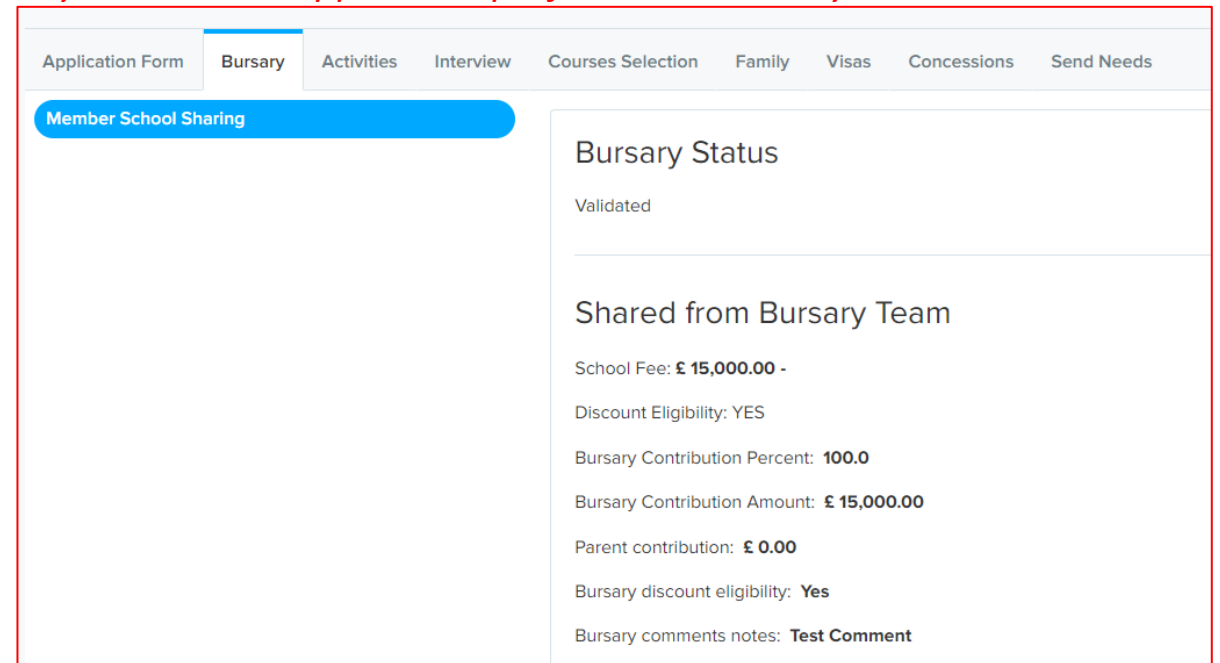 Application Form Bursary Activities Interview Courses Selection Family Visas Concessions Send Needs
Member School Sharing
Bursary Status
Validated
Shared from Bursary Team
School Fee: £ 15,000.00 -
Discount Eligibility: YES
Bursary Contribution Percent: 100.0
Bursary Contribution Amount: £ 15,000.00
Parent contribution: £ 0.00
Bursary discount eligibility: Yes
Bursary comments notes: Test Comment